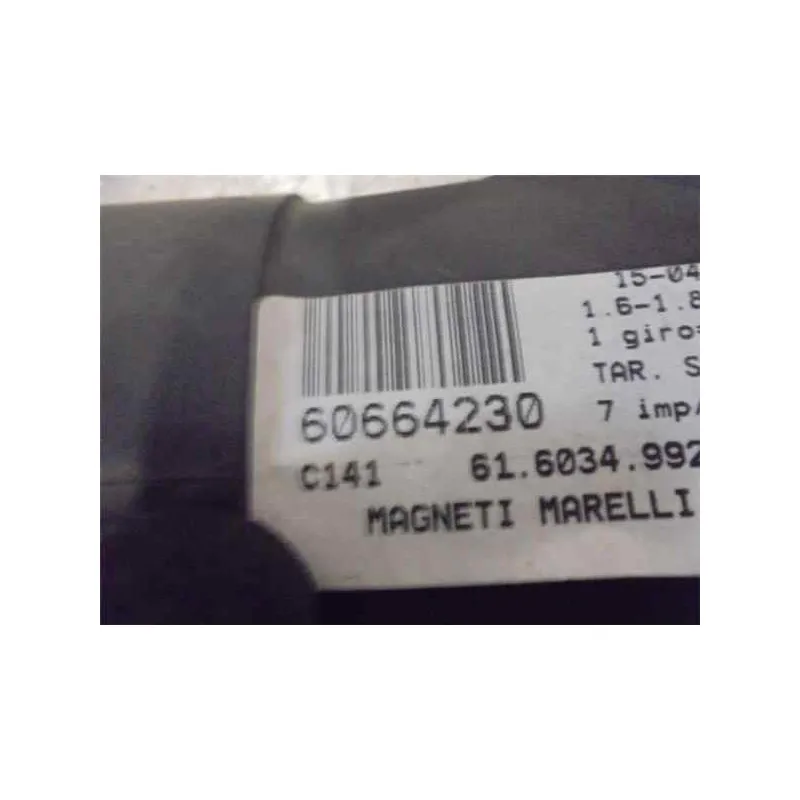 15-04
1.6-1.8
1 giro=
TAR. S
60664230 7 imp/
C141 61.6034.992
MAGNETI MARELLI